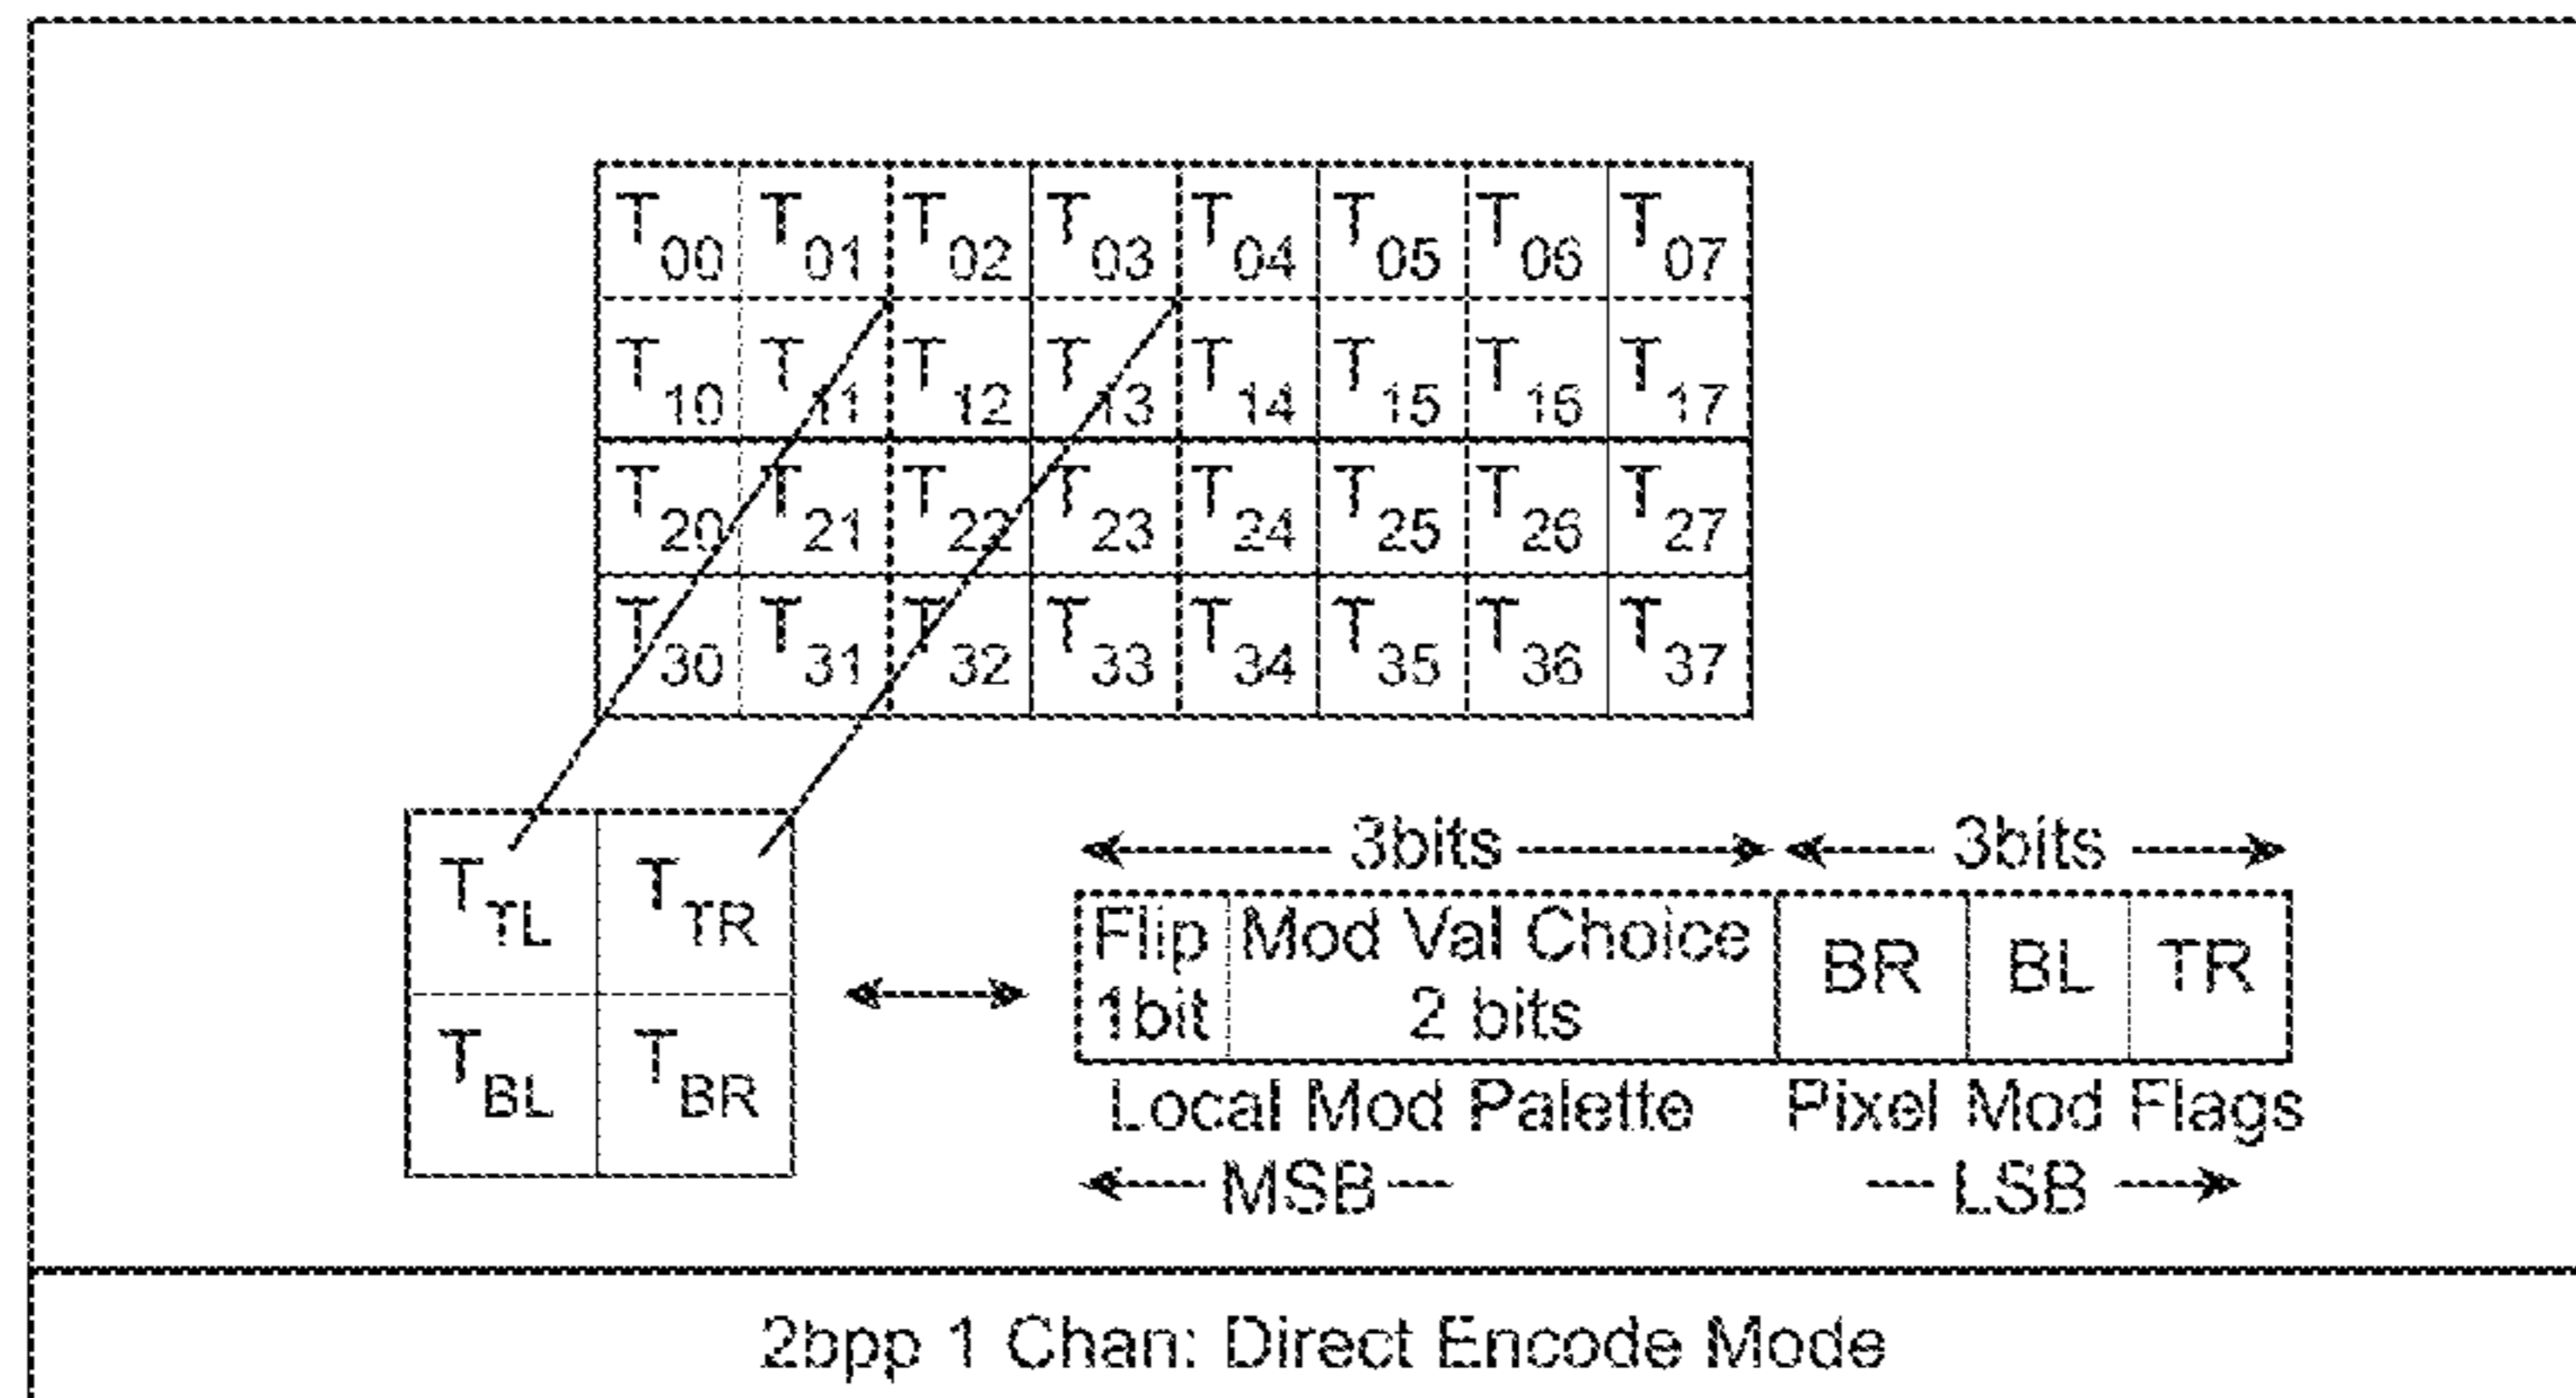 T00 T01 T02 T03 T04 T05 T06 T07
T10 T11 T12 T13 T14 T15 T16 T17
T20 T21 T22 T23 T24 T25 T26 T27
T30 T31 T32 T33 T34 T35 T36 T37
TTL TTR
TBL TBR
3bits 3bits
Flip Mod Val Choice BR BL TR
1bit 2 bits
Local Mod Palette Pixel Mod Flags
MSB LSB
2bpp 1 Chan: Direct Encode Mode